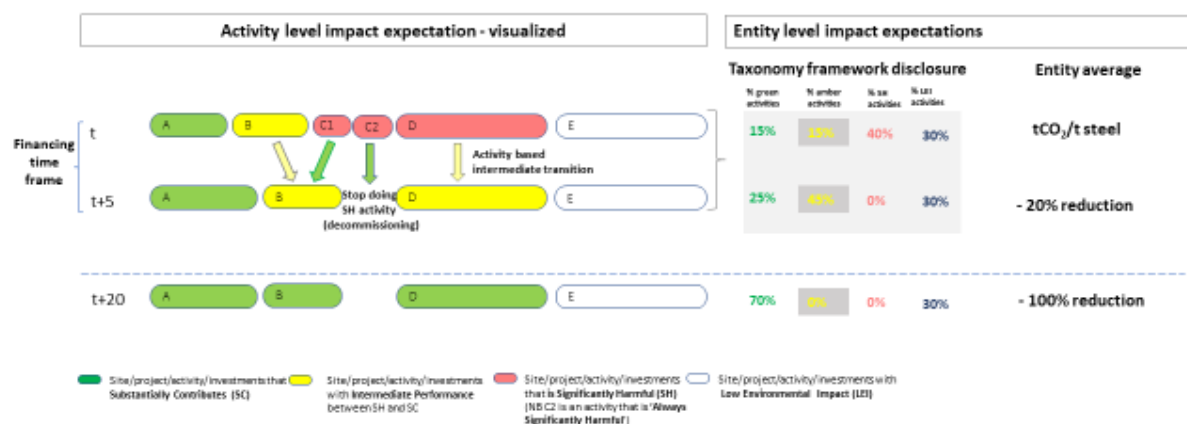 Activity level impact expectation - visualized
Entity level impact expectations
Taxonomy framework disclosure
Entity average
% green
activities
% amber
activities
% SH
activities
% LEI
activities
Financing
time
frame
t
A
B
C1
C2
D
E
15%
15%
40%
30%
tCO₂/t steel
Activity based
intermediate transition
t+5
A
B
Stop doing
SH activity
(decommissioning)
D
E
25%
45%
0%
30%
- 20% reduction
t+20
A
B
D
E
70%
0%
0%
30%
- 100% reduction
Site/project/activity/investments that
Substantially Contributes (SC)
Site/project/activity/investments
with Intermediate Performance
between SH and SC
Site/project/activity/investments
that is Significantly Harmful (SH)
(NB C2 is an activity that is 'Always
Significantly Harmful')
Site/project/activity/investments with
Low Environmental Impact (LEI)